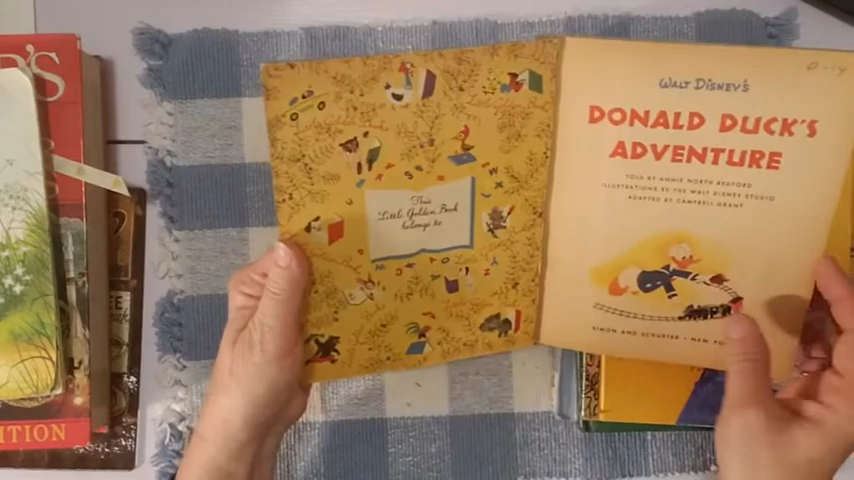 D'S
ITION
EE
This
Little Golden Book
belongs to
WALT DISNEY'S
DONALD DUCK'S
ADVENTURE
TOLD BY ANNIE NORTH BEDFORD
ILLUSTRATIONS BY THE WALT DISNEY STUDIO
ADAPTED BY CAMPBELL GRANT
SIMON AND SCHUSTER • NEW